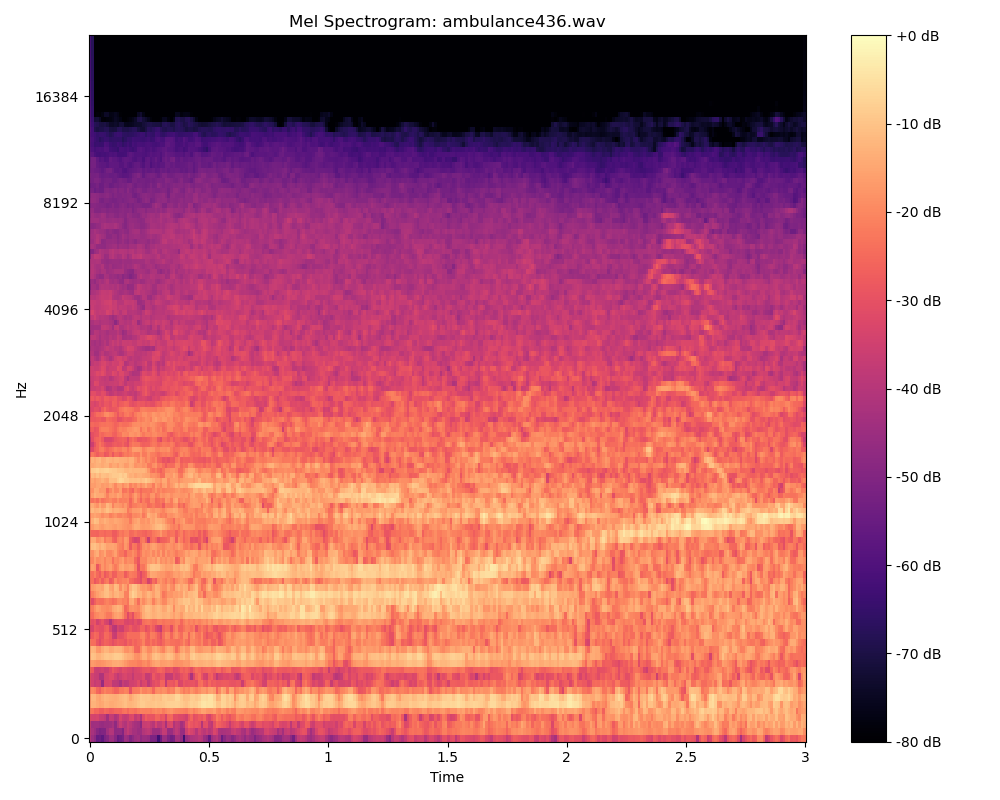 Mel Spectrogram: ambulance436.wav
+0 dB
16384
-10 dB
8192
-20 dB
-30 dB
4096
Hz
-40 dB
2048
-50 dB
1024
-60 dB
512
-70 dB
0
-80 dB
0 0.5 1 1.5 2 2.5 3
Time